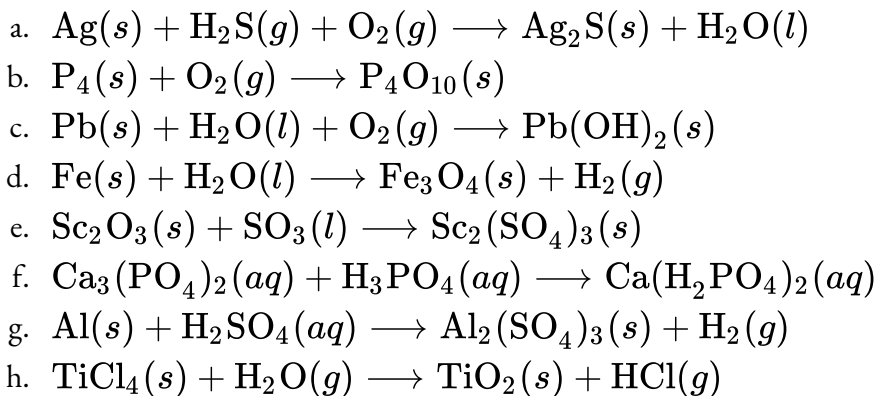 a. Ag(s) + H₂S(g) + O₂(g) ⟶ Ag₂S(s) + H₂O(l)
b. P₄(s) + O₂(g) ⟶ P₄O₁₀(s)
c. Pb(s) + H₂O(l) + O₂(g) ⟶ Pb(OH)₂(s)
d. Fe(s) + H₂O(l) ⟶ Fe₃O₄(s) + H₂(g)
e. Sc₂O₃(s) + SO₃(l) ⟶ Sc₂(SO₄)₃(s)
f. Ca₃(PO₄)₂(aq) + H₃PO₄(aq) ⟶ Ca(H₂PO₄)₂(aq)
g. Al(s) + H₂SO₄(aq) ⟶ Al₂(SO₄)₃(s) + H₂(g)
h. TiCl₄(s) + H₂O(g) ⟶ TiO₂(s) + HCl(g)